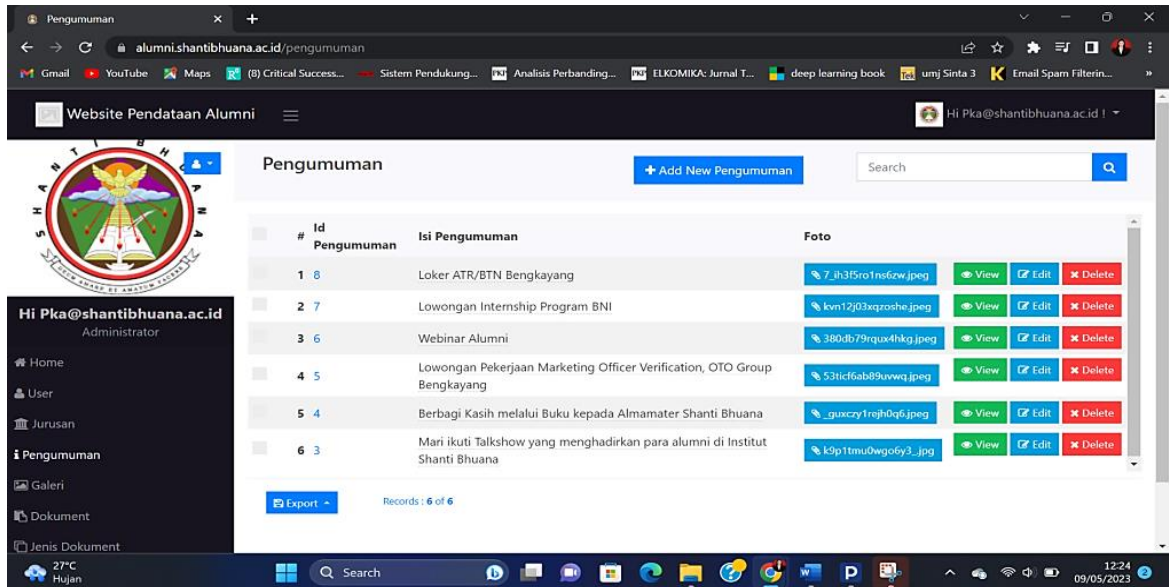 Pengumuman
alumni.shantibhuana.ac.id/pengumuman
Gmail YouTube Maps (8) Critical Success... Sistem Pendukung... PKP Analisis Perbanding... PKP ELKOMIKA: Jurnal T... deep learning book Tek umj Sinta 3 Email Spam Filterin... »
Website Pendataan Alumni
Hi Pka@shantibhuana.ac.id !
SHANTI BHUANA
Pengumuman
+ Add New Pengumuman
Search
# Id Pengumuman Isi Pengumuman Foto
1 8 Loker ATR/BTN Bengkayang 7_ih3f5ro1ns6zw.jpeg View Edit Delete
2 7 Lowongan Internship Program BNI kvn12j03xqzoshe.jpeg View Edit Delete
3 6 Webinar Alumni 380db79rqux4hkg.jpeg View Edit Delete
4 5 Lowongan Pekerjaan Marketing Officer Verification, OTO Group
Bengkayang 53ticf6ab89uvwq.jpeg View Edit Delete
5 4 Berbagi Kasih melalui Buku kepada Almamater Shanti Bhuana _guxczy1rejh0q6.jpeg View Edit Delete
6 3 Mari ikuti Talkshow yang menghadirkan para alumni di Institut
Shanti Bhuana k9p1tmu0wgo6y3_.jpg View Edit Delete
Export
Records : 6 of 6
Hi Pka@shantibhuana.ac.id
Administrator
Home
User
Jurusan
Pengumuman
Galeri
Dokument
Jenis Dokument
27°C
Hujan
Search
12:24
09/05/2023
2